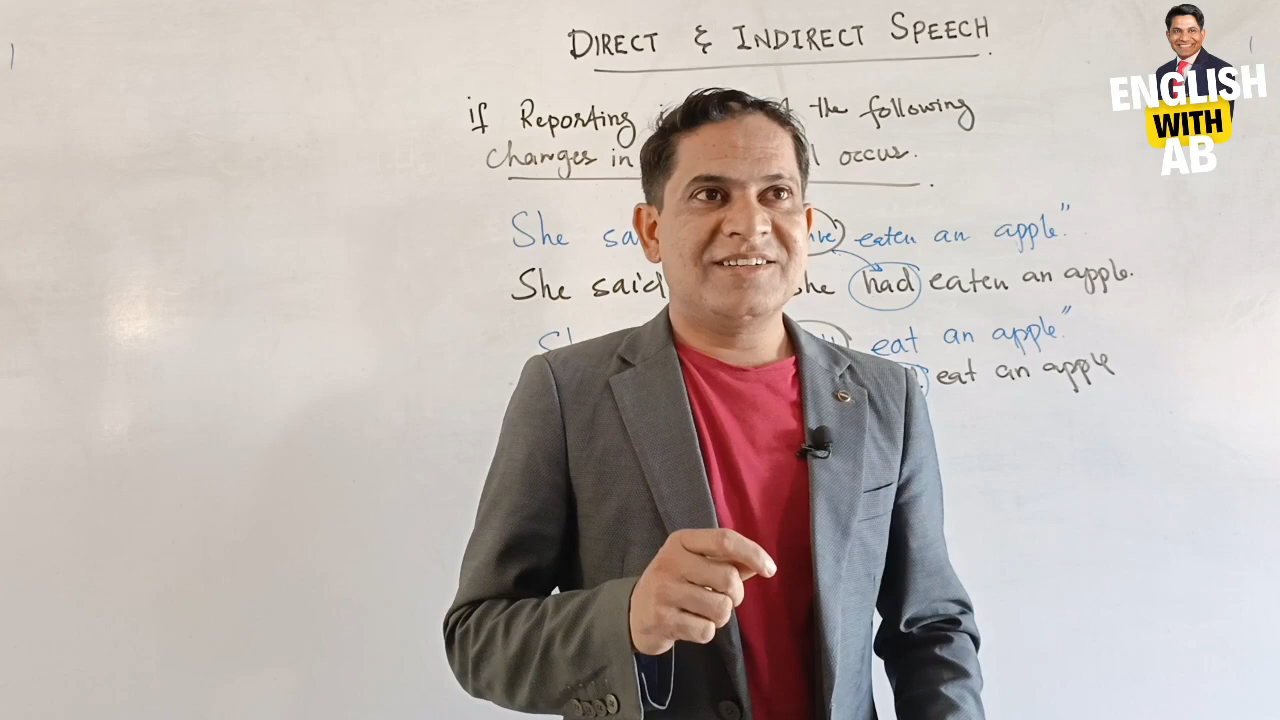 DIRECT & INDIRECT SPEECH.
if Reporting the following
changes in occur.
She eaten an apple".
She said she had eaten an apple.
eat an apple."
eat an apple
ENGLISH
WITH
AB